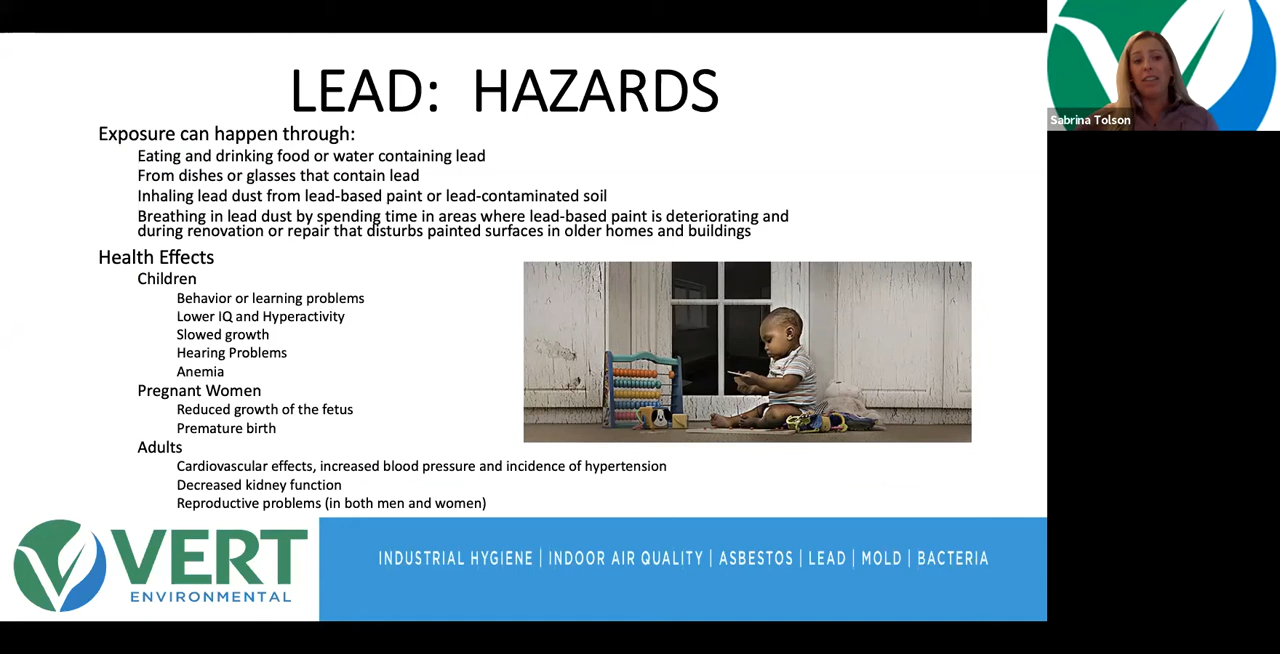 LEAD: HAZARDS
Exposure can happen through:
Eating and drinking food or water containing lead
From dishes or glasses that contain lead
Inhaling lead dust from lead-based paint or lead-contaminated soil
Breathing in lead dust by spending time in areas where lead-based paint is deteriorating and
during renovation or repair that disturbs painted surfaces in older homes and buildings
Health Effects
Children
Behavior or learning problems
Lower IQ and Hyperactivity
Slowed growth
Hearing Problems
Anemia
Pregnant Women
Reduced growth of the fetus
Premature birth
Adults
Cardiovascular effects, increased blood pressure and incidence of hypertension
Decreased kidney function
Reproductive problems (in both men and women)
VERT
ENVIRONMENTAL
INDUSTRIAL HYGIENE | INDOOR AIR QUALITY | ASBESTOS | LEAD | MOLD | BACTERIA
Sabrina Tolson